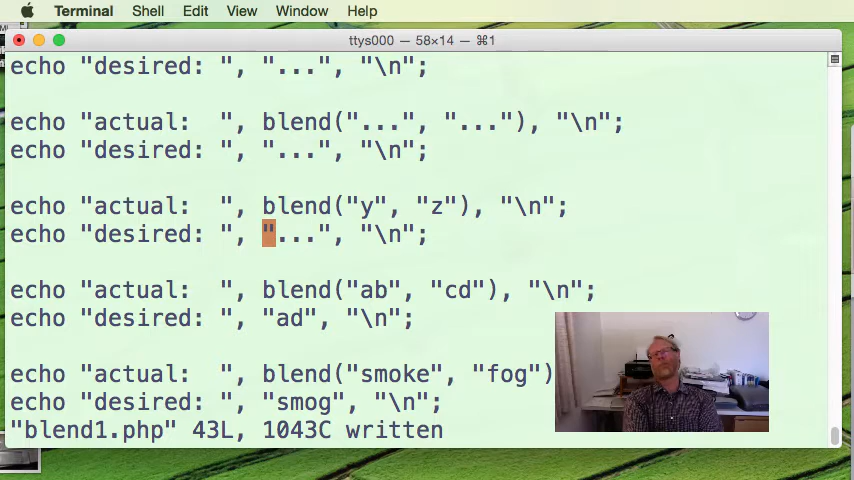 Terminal Shell Edit View Window Help
ttys000 — 58×14 — ⌘1
echo "desired: ", "...", "\n";
echo "actual:  ", blend("...", "..."), "\n";
echo "desired: ", "...", "\n";
echo "actual:  ", blend("y", "z"), "\n";
echo "desired: ", "...", "\n";
echo "actual:  ", blend("ab", "cd"), "\n";
echo "desired: ", "ad", "\n";
echo "actual:  ", blend("smoke", "fog")
echo "desired: ", "smog", "\n";
"blend1.php" 43L, 1043C written